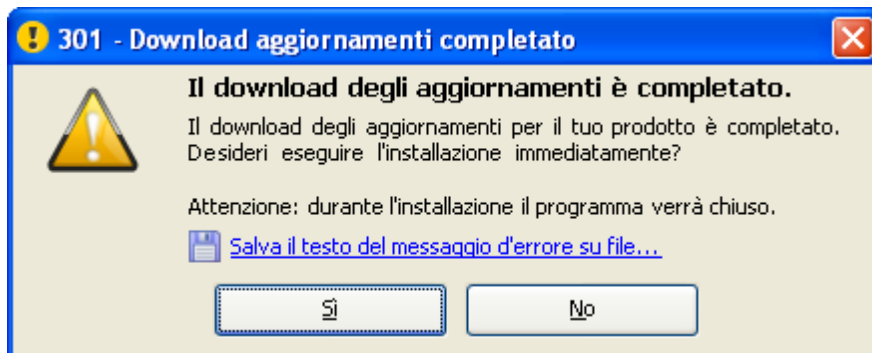 301 - Download aggiornamenti completato
Il download degli aggiornamenti è completato.
Il download degli aggiornamenti per il tuo prodotto è completato.
Desideri eseguire l'installazione immediatamente?
Attenzione: durante l'installazione il programma verrà chiuso.
Salva il testo del messaggio d'errore su file...
Sì No